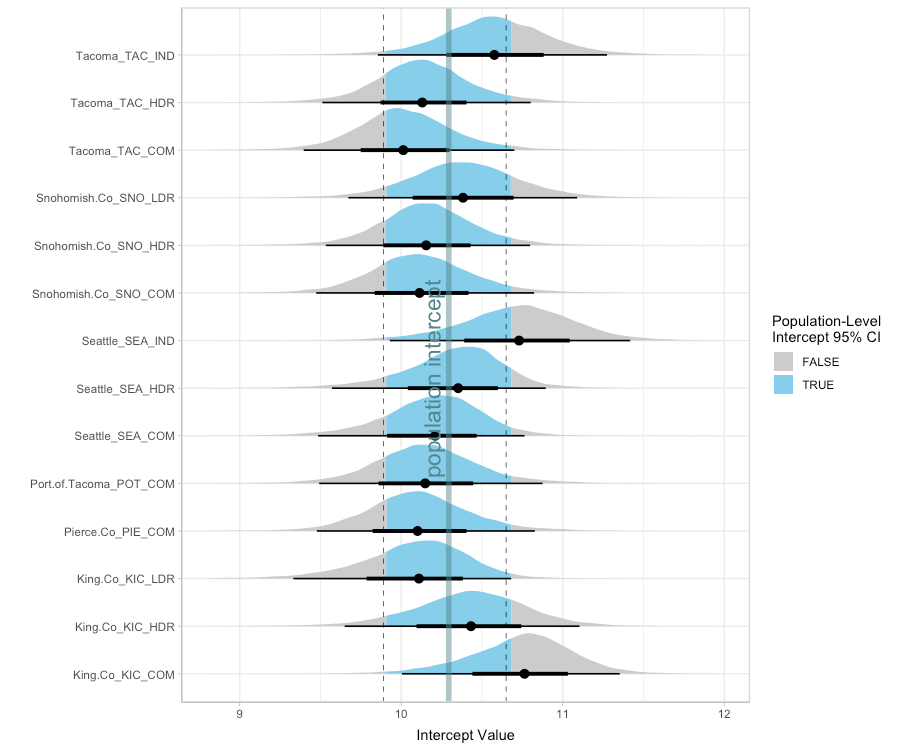 Tacoma_TAC_IND
Tacoma_TAC_HDR
Tacoma_TAC_COM
Snohomish.Co_SNO_LDR
Snohomish.Co_SNO_HDR
Snohomish.Co_SNO_COM
Seattle_SEA_IND
Seattle_SEA_HDR
Seattle_SEA_COM
Port.of.Tacoma_POT_COM
Pierce.Co_PIE_COM
King.Co_KIC_LDR
King.Co_KIC_HDR
King.Co_KIC_COM
population intercept
9 10 11 12
Intercept Value
Population-Level
Intercept 95% CI
FALSE
TRUE